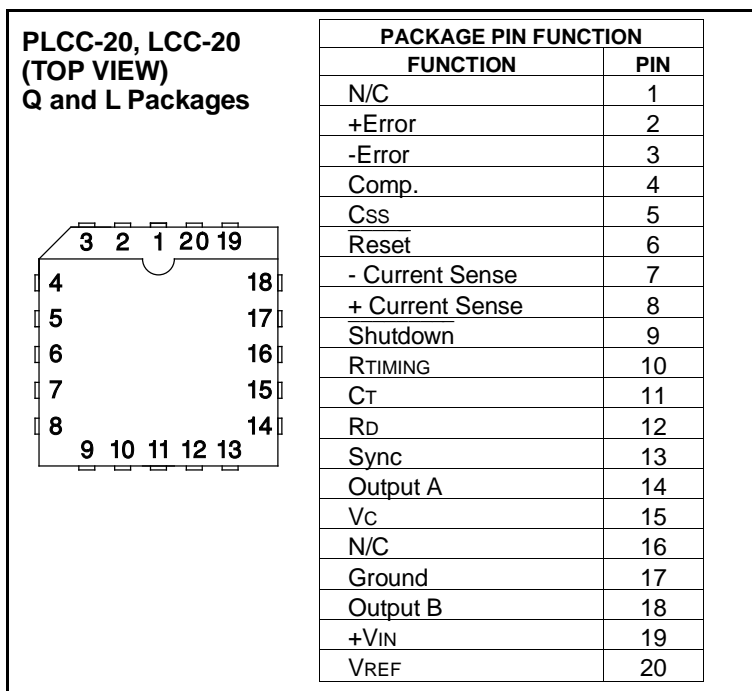 PLCC-20, LCC-20
(TOP VIEW)
Q and L Packages
3 2 1 20 19
4 18
5 17
6 16
7 15
8 14
9 10 11 12 13
PACKAGE PIN FUNCTION
FUNCTION PIN
N/C 1
+Error 2
-Error 3
Comp. 4
CSS 5
Reset 6
- Current Sense 7
+ Current Sense 8
Shutdown 9
RTIMING 10
CT 11
RD 12
Sync 13
Output A 14
VC 15
N/C 16
Ground 17
Output B 18
+VIN 19
VREF 20